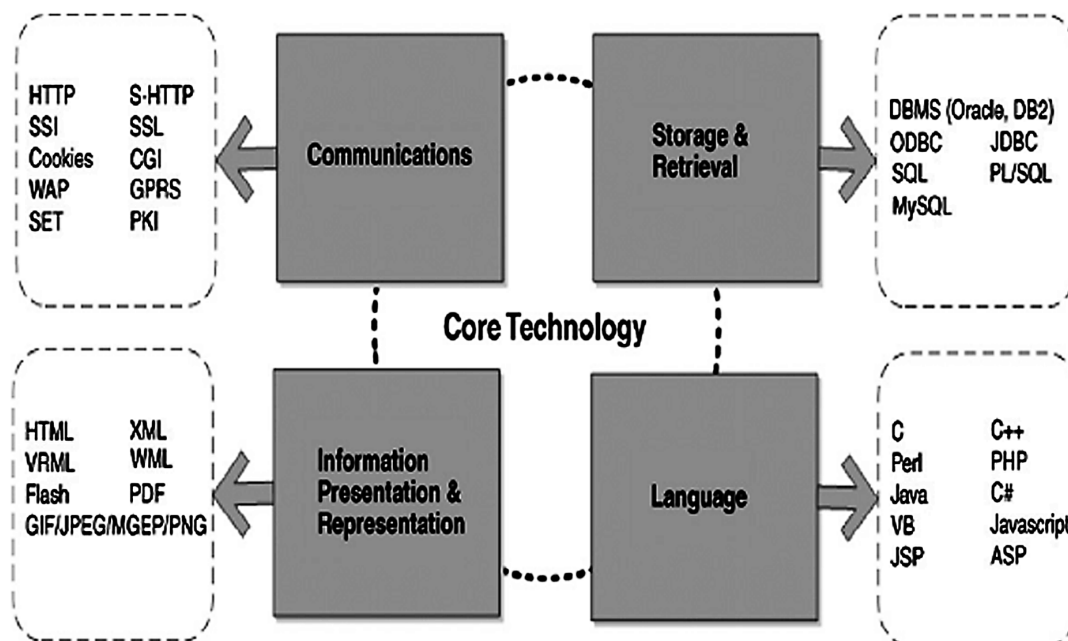 HTTP S-HTTP
SSI SSL
Cookies CGI
WAP GPRS
SET PKI
Communications
Storage &
Retrieval
DBMS (Oracle, DB2)
ODBC JDBC
SQL PL/SQL
MySQL
Core Technology
HTML XML
VRML WML
Flash PDF
GIF/JPEG/MGEP/PNG
Information
Presentation &
Representation
Language
C C++
Perl PHP
Java C#
VB Javascript
JSP ASP